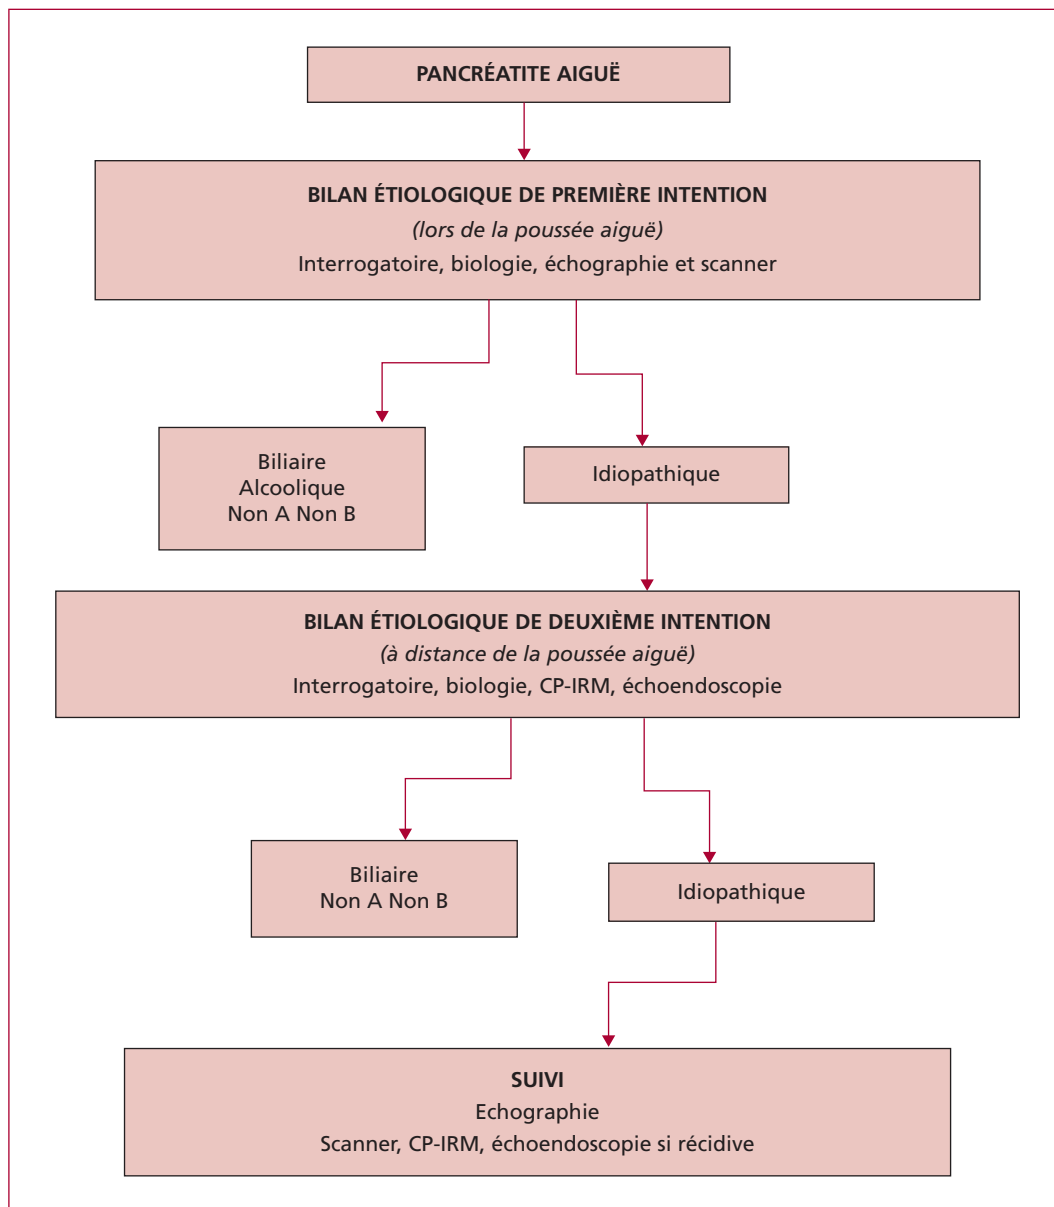 PANCRÉATITE AIGUË
BILAN ÉTIOLOGIQUE DE PREMIÈRE INTENTION
(lors de la poussée aiguë)
Interrogatoire, biologie, échographie et scanner
Biliaire
Alcoolique
Non A Non B
Idiopathique
BILAN ÉTIOLOGIQUE DE DEUXIÈME INTENTION
(à distance de la poussée aiguë)
Interrogatoire, biologie, CP-IRM, échoendoscopie
Biliaire
Non A Non B
Idiopathique
SUIVI
Echographie
Scanner, CP-IRM, échoendoscopie si récidive